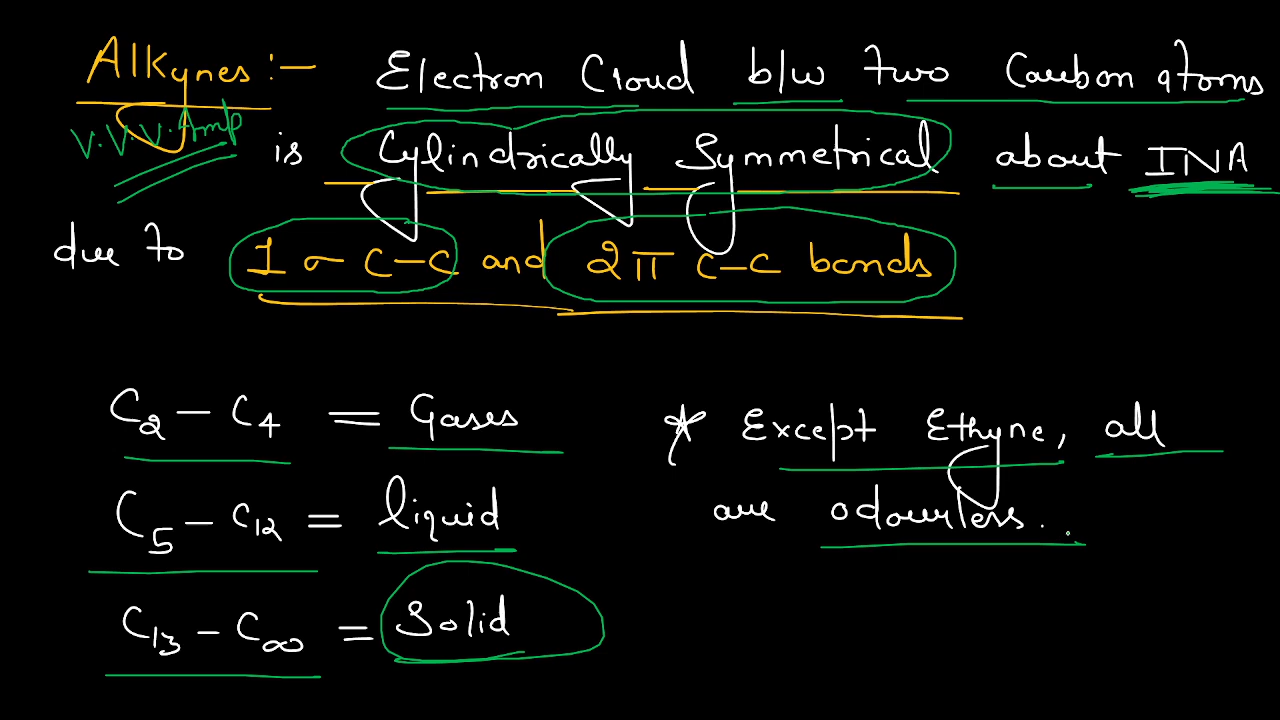 Alkynes :- Electron Cloud b/w two Carbon atoms
V.V.V.Imp
is Cylindrically Symmetrical about INA
due to 1 σ C-C and 2π C-C bonds
C2 - C4 = Gases
* Except Ethyne, all
are odourless..
C5 - C12 = liquid
C13 - C∞ = Solid